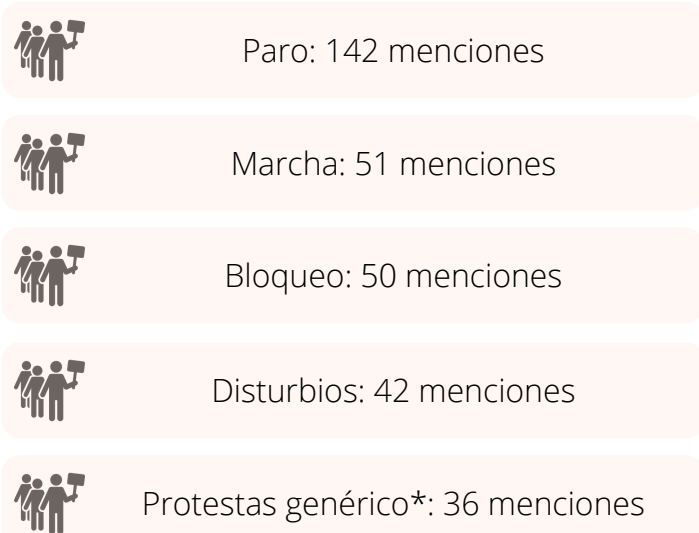 Paro: 142 menciones
Marcha: 51 menciones
Bloqueo: 50 menciones
Disturbios: 42 menciones
Protestas genérico*: 36 menciones